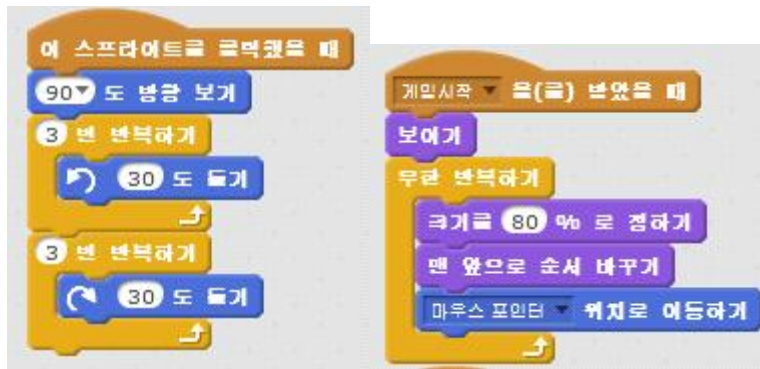 이 스프라이트를 클릭했을 때
90 도 방향 보기
3 번 반복하기
30 도 돌기
3 번 반복하기
30 도 돌기
게임시작 을(를) 받았을 때
보이기
무한 반복하기
크기를 80 % 로 정하기
맨 앞으로 순서 바꾸기
마우스 포인터 위치로 이동하기